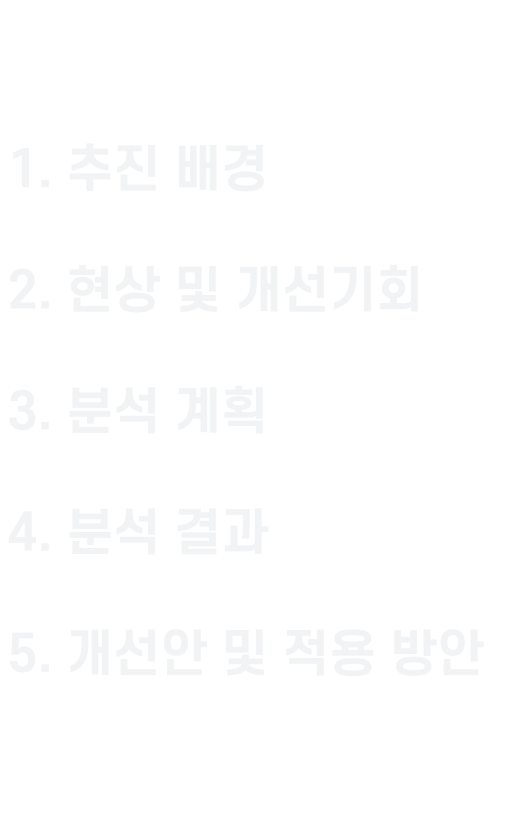 1. 추진 배경
2. 현상 및 개선기회
3. 분석 계획
4. 분석 결과
5. 개선안 및 적용 방안